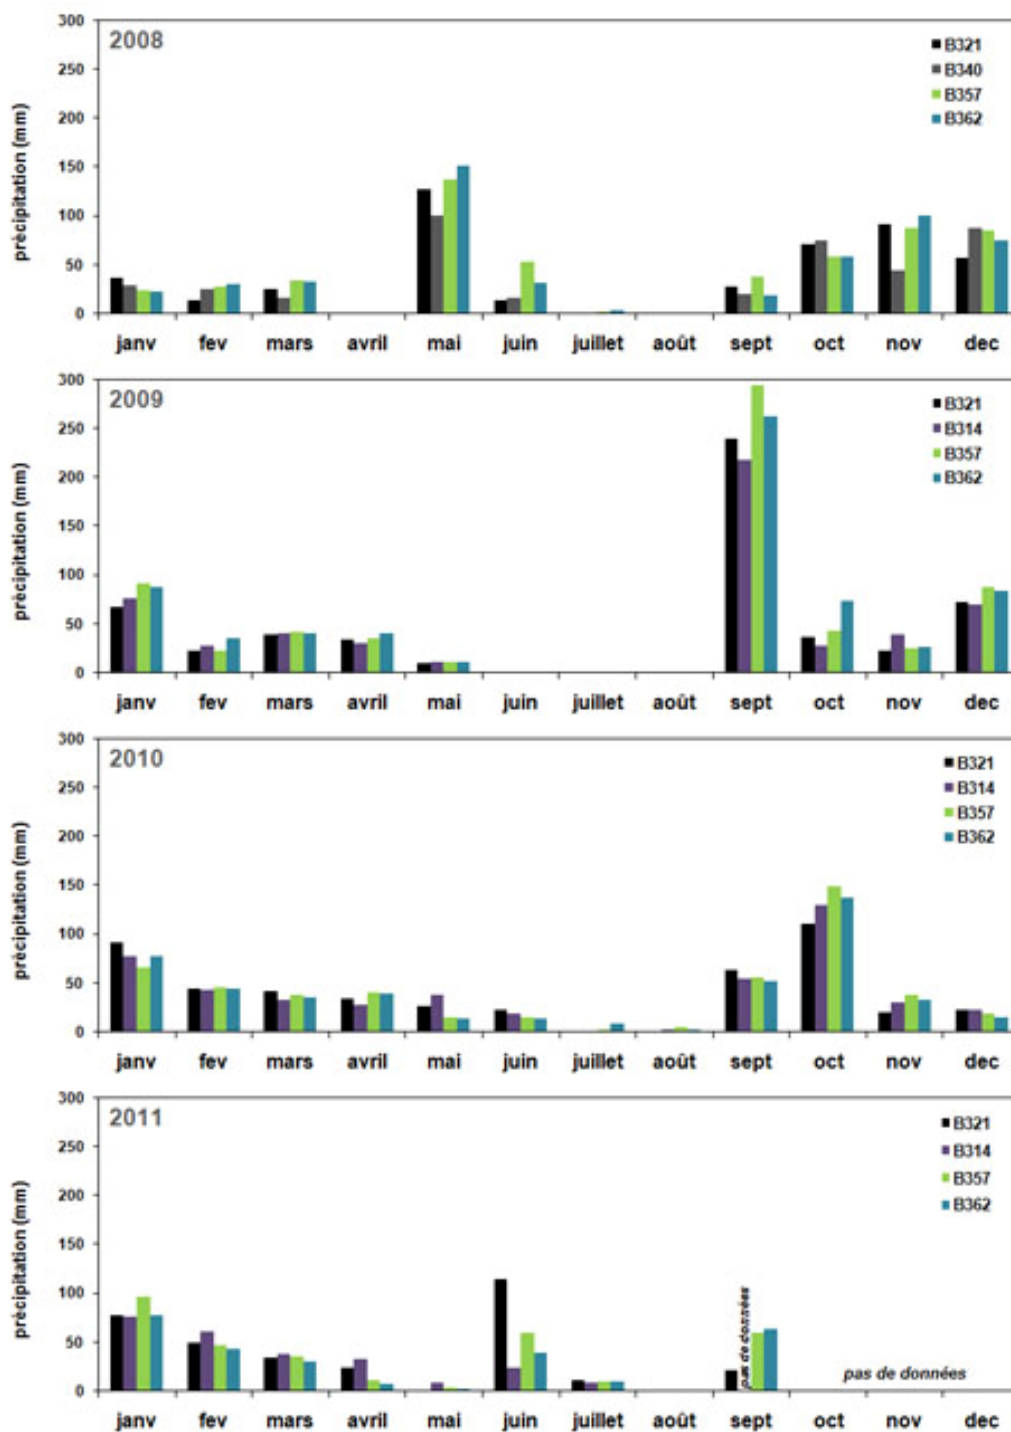 2008
B321
B340
B357
B362
précipitation (mm)
300
250
200
150
100
50
0
janv fev mars avril mai juin juillet août sept oct nov dec
2009
B321
B314
B357
B362
précipitation (mm)
300
250
200
150
100
50
0
janv fev mars avril mai juin juillet août sept oct nov dec
2010
B321
B314
B357
B362
précipitation (mm)
300
250
200
150
100
50
0
janv fev mars avril mai juin juillet août sept oct nov dec
2011
B321
B314
B357
B362
précipitation (mm)
300
250
200
150
100
50
0
pas de données
pas de données
janv fev mars avril mai juin juillet août sept oct nov dec